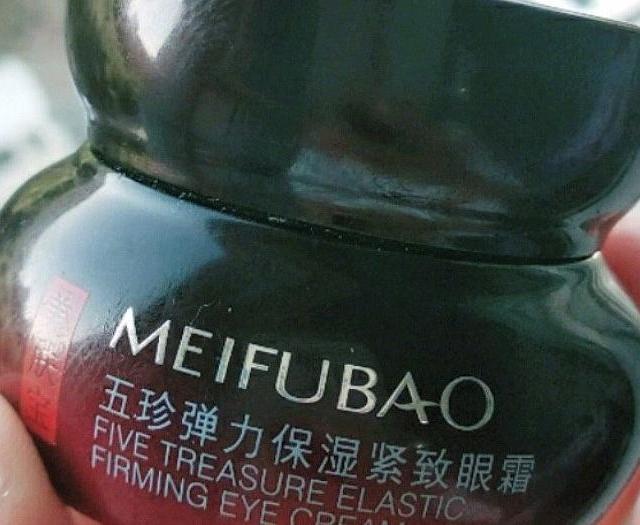 MEIFUBAO
五珍弹力保湿紧致眼霜
FIVE TREASURE ELASTIC
FIRMING EYE CREAM